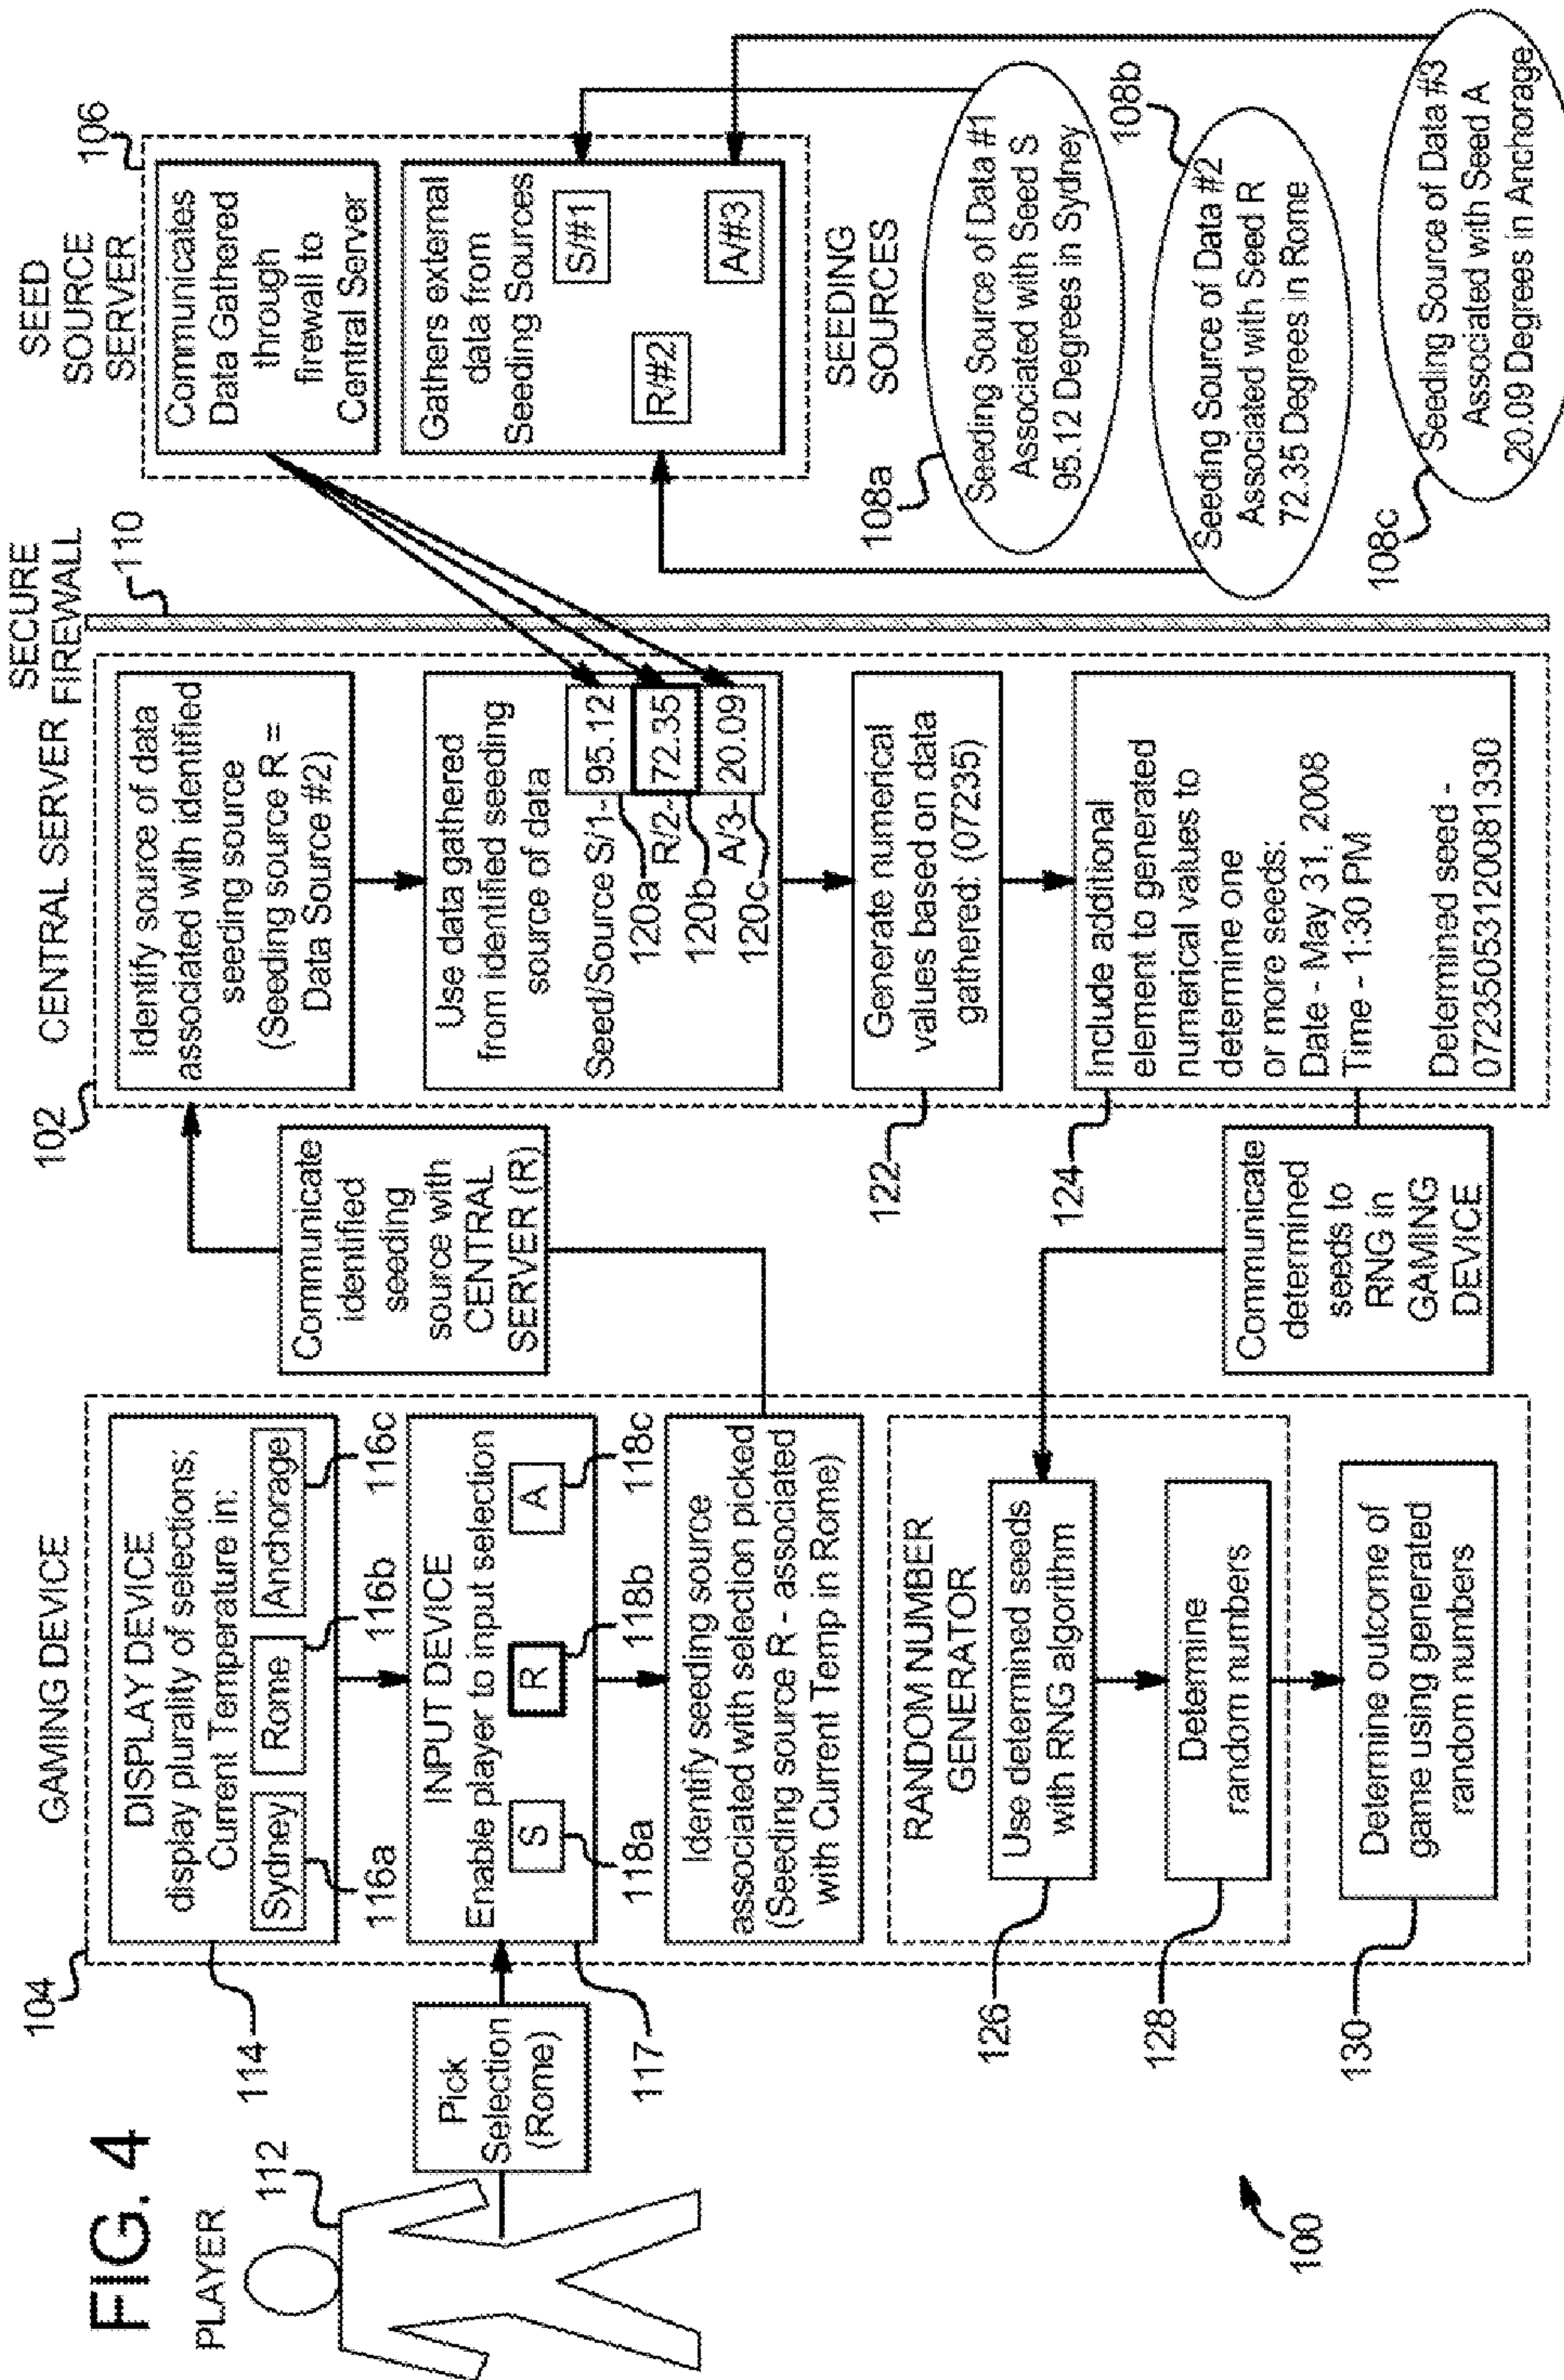 FIG. 4
PLAYER
112
Pick
Selection
(Rome)
100
GAMING DEVICE
104
DISPLAY DEVICE
display plurality of selections;
Current Temperature in:
Sydney
Rome
Anchorage
114
116a
116b
116c
INPUT DEVICE
Enable player to input selection
S
R
A
117
118a
118b
118c
Identify seeding source
associated with selection picked
(Seeding source R - associated
with Current Temp in Rome)
RANDOM NUMBER
GENERATOR
Use determined seeds
with RNG algorithm
126
Determine
random numbers
128
Determine outcome of
game using generated
random numbers
130
Communicate
identified
seeding
source with
CENTRAL
SERVER (R)
Communicate
determined
seeds to
RNG in
GAMING
DEVICE
CENTRAL SERVER
102
Identify source of data
associated with identified
seeding source
(Seeding source R =
Data Source #2)
Use data gathered
from identified seeding
source of data
Seed/Source S/1-
95.12
R/2-
72.35
A/3-
20.09
120a
120b
120c
Generate numerical
values based on data
gathered: (07235)
122
Include additional
element to generated
numerical values to
determine one
or more seeds:
Date - May 31, 2008
Time - 1:30 PM
Determined seed -
07235053120081330
124
SECURE
FIREWALL
110
SEED
SOURCE
SERVER
106
Communicates
Data Gathered
through
firewall to
Central Server
Gathers external
data from
Seeding Sources
S/#1
R/#2
A/#3
SEEDING
SOURCES
108a
Seeding Source of Data #1
Associated with Seed S
95.12 Degrees in Sydney
108b
Seeding Source of Data #2
Associated with Seed R
72.35 Degrees in Rome
108c
Seeding Source of Data #3
Associated with Seed A
20.09 Degrees in Anchorage